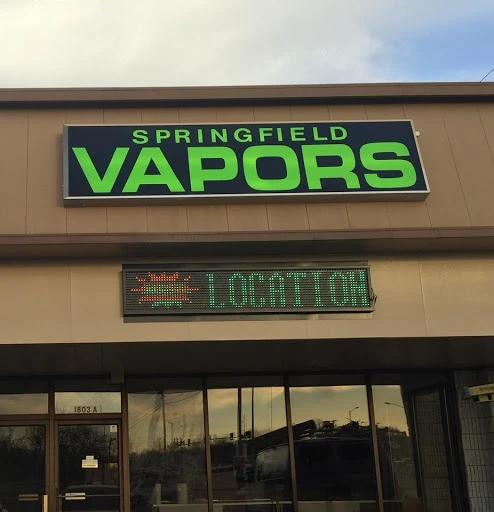 SPRINGFIELD
VAPORS
LOCATION
1803 A